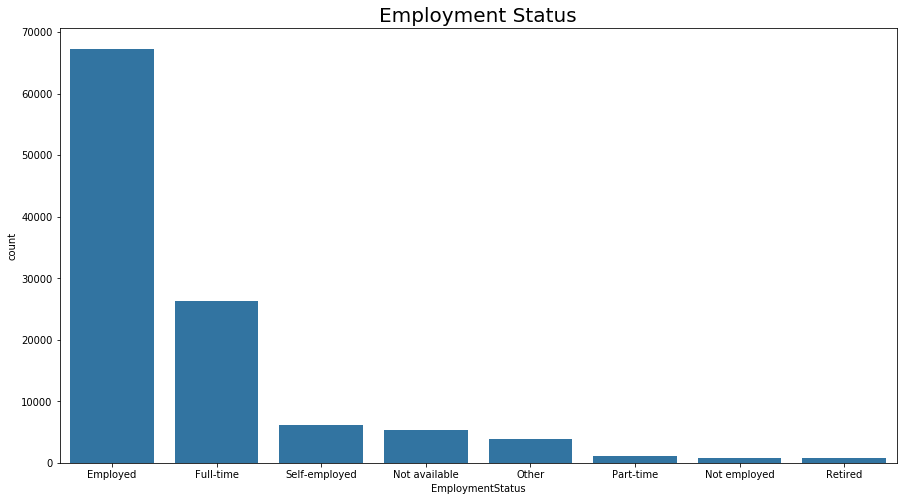 Employment Status
70000
60000
50000
40000
30000
20000
10000
0
count
Employed Full-time Self-employed Not available Other Part-time Not employed Retired
EmploymentStatus